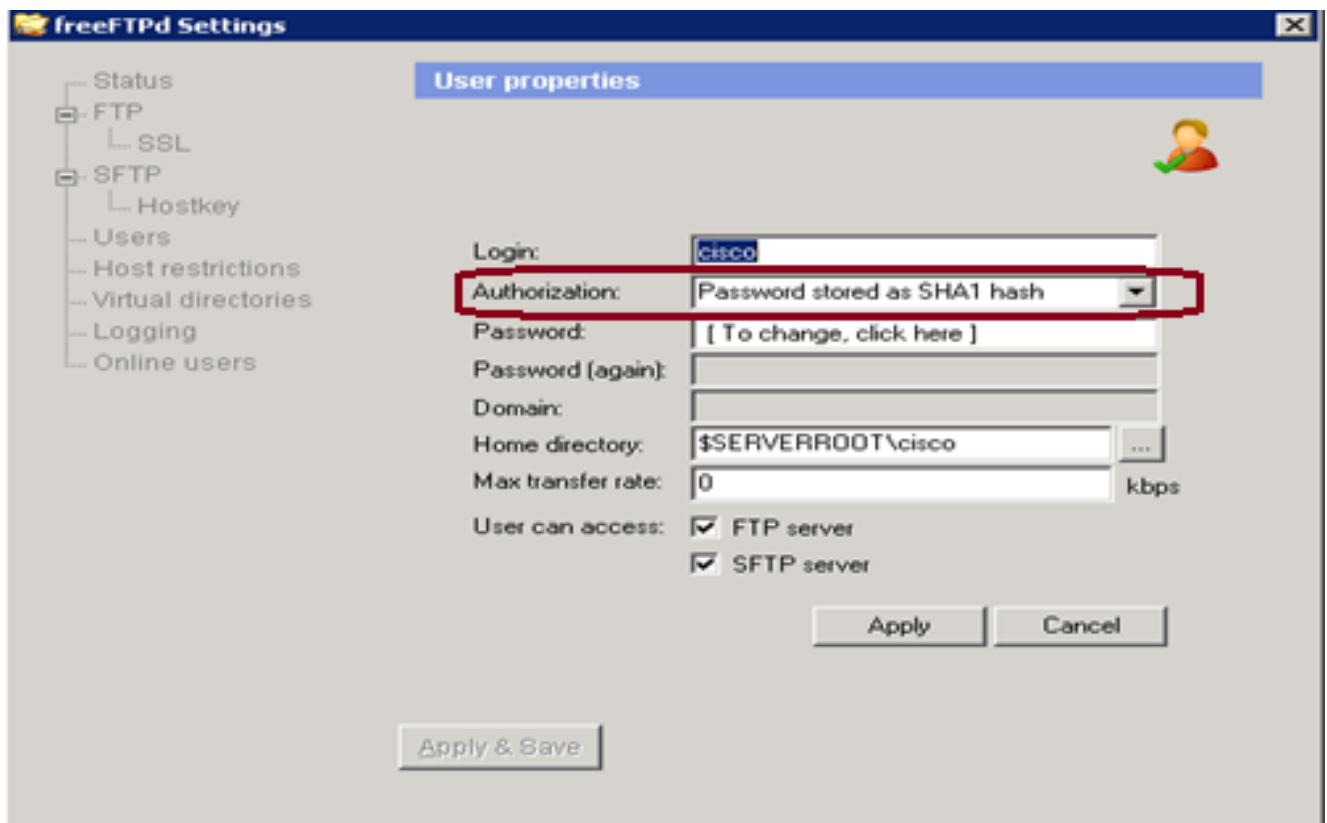 freeFTPd Settings
Status
FTP
SSL
SFTP
Hostkey
Users
Host restrictions
Virtual directories
Logging
Online users
User properties
Login: cisco
Authorization: Password stored as SHA1 hash
Password: [ To change, click here ]
Password (again):
Domain:
Home directory: $SERVERROOT\cisco ...
Max transfer rate: 0 kbps
User can access: FTP server
SFTP server
Apply Cancel
Apply & Save